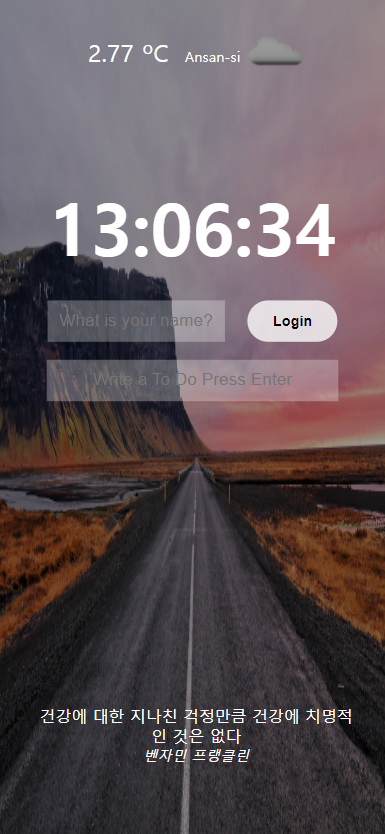 2.77 ºC Ansan-si
13:06:34
What is your name? Login
Write a To Do Press Enter
건강에 대한 지나친 걱정만큼 건강에 치명적
인 것은 없다
벤자민 프랭클린